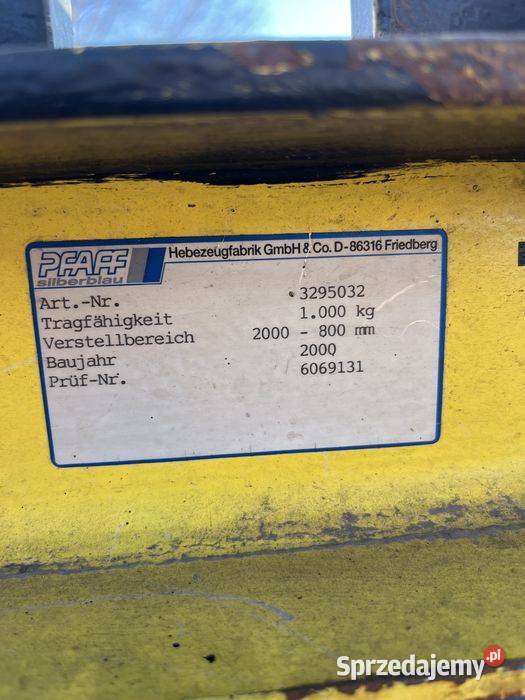 PFAFF
silberblau
Hebezeugfabrik GmbH & Co. D-86316 Friedberg
Art.-Nr. 3295032
Tragfähigkeit 1.000 kg
Verstellbereich 2000 - 800 mm
Baujahr 2000
Prüf-Nr. 6069131
Sprzedajemy.pl